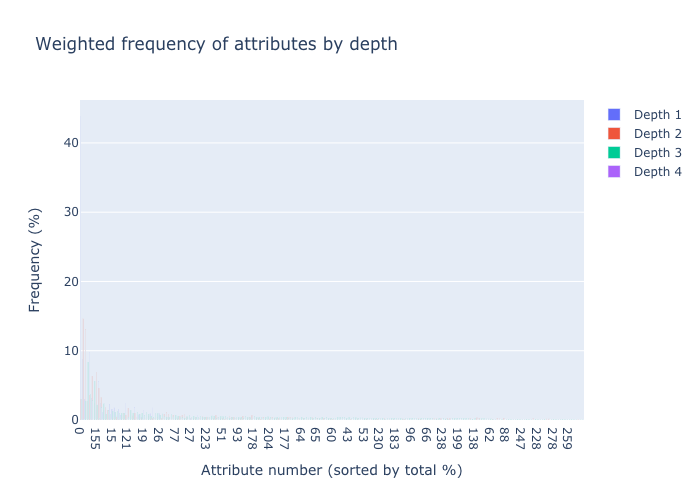 Weighted frequency of attributes by depth
Depth 1
Depth 2
Depth 3
Depth 4
Frequency (%)
40
30
20
10
0
0 155 15 121 19 26 77 27 223 51 93 178 204 177 64 65 60 43 53 230 183 96 66 238 199 138 62 88 247 228 278 259
Attribute number (sorted by total %)